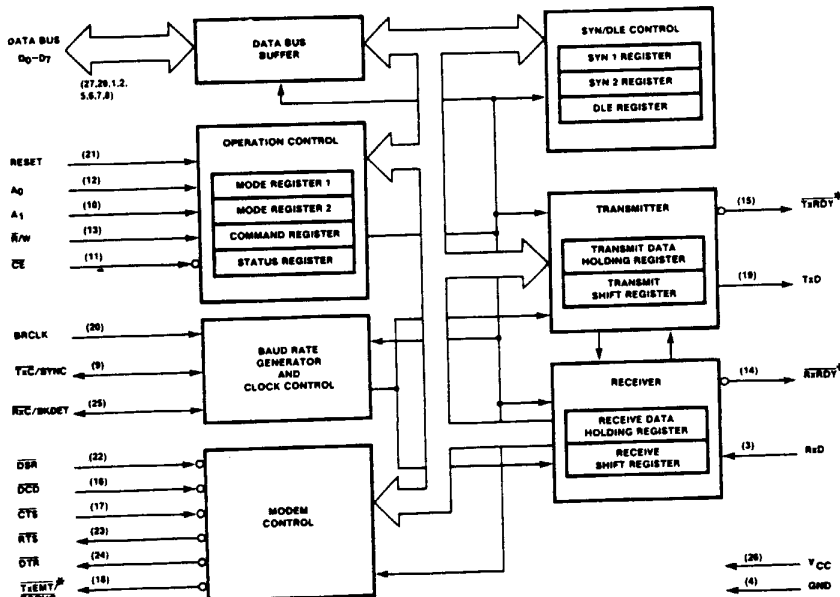 DATA BUS
D0-D7
(27,28,1,2,
5,6,7,8)
DATA BUS
BUFFER
SYN/DLE CONTROL
SYN 1 REGISTER
SYN 2 REGISTER
DLE REGISTER
OPERATION CONTROL
MODE REGISTER 1
MODE REGISTER 2
COMMAND REGISTER
STATUS REGISTER
RESET (21)
A0 (12)
A1 (10)
R/W (13)
CE (11)
TRANSMITTER
TRANSMIT DATA
HOLDING REGISTER
TRANSMIT
SHIFT REGISTER
(15) TxRDY*
(19) TxD
BRCLK (20)
TxC/SYNC (9)
RxC/BKDET (25)
BAUD RATE
GENERATOR
AND
CLOCK CONTROL
RECEIVER
RECEIVE DATA
HOLDING REGISTER
RECEIVE
SHIFT REGISTER
(14) RxRDY*
(3) RxD
DSR (22)
DCD (16)
CTS (17)
RTS (23)
DTR (24)
TxEMT/* (18)
MODEM
CONTROL
(26) VCC
(4) GND